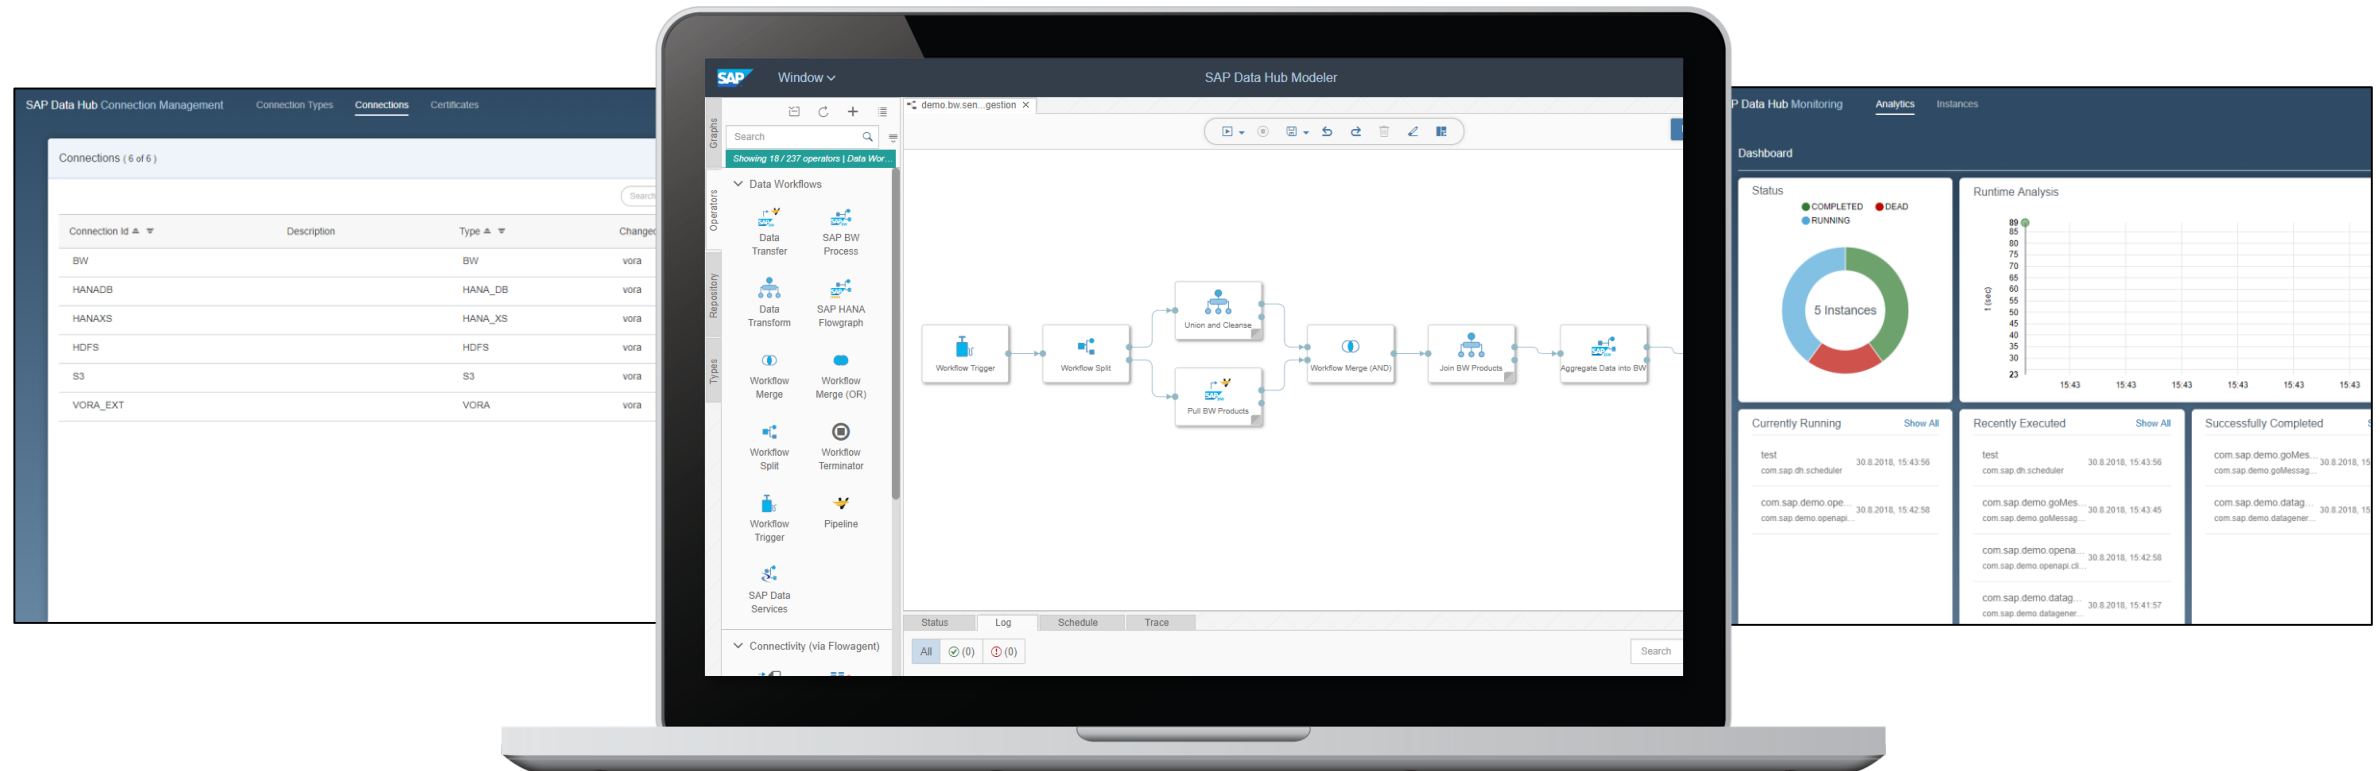 SAP Data Hub Connection Management
Connection Types
Connections
Certificates
Connections ( 6 of 6 )
Search
Connection Id
Description
Type
Changed
BW
BW
vora
HANADB
HANA_DB
vora
HANAXS
HANA_XS
vora
HDFS
HDFS
vora
S3
S3
vora
VORA_EXT
VORA
vora
SAP
Window
SAP Data Hub Modeler
Graphs
Operators
Repository
Types
Search
Showing 18 / 237 operators | Data Wor...
Data Workflows
Data
Transfer
SAP BW
Process
Data
Transform
SAP HANA
Flowgraph
Workflow
Merge
Workflow
Merge (OR)
Workflow
Split
Workflow
Terminator
Workflow
Trigger
Pipeline
SAP Data
Services
Connectivity (via Flowagent)
demo.bw.sen...gestion
Workflow Trigger
Workflow Split
Union and Cleanse
Pull BW Products
Workflow Merge (AND)
Join BW Products
Aggregate Data into BW
Status
Log
Schedule
Trace
All
(0)
(0)
Search
P Data Hub Monitoring
Analytics
Instances
Dashboard
Status
COMPLETED
DEAD
RUNNING
5 Instances
Runtime Analysis
t (sec)
89
85
80
75
70
65
60
55
50
45
40
35
30
23
15:43
15:43
15:43
15:43
15:43
15:43
Currently Running
Show All
test
com.sap.dh.scheduler
30.8.2018, 15:43:56
com.sap.demo.ope...
com.sap.demo.openapi...
30.8.2018, 15:42:58
Recently Executed
Show All
test
com.sap.dh.scheduler
30.8.2018, 15:43:56
com.sap.demo.goMes...
com.sap.demo.goMessag...
30.8.2018, 15:43:45
com.sap.demo.opena...
com.sap.demo.openapi.cli...
30.8.2018, 15:42:58
com.sap.demo.datag...
com.sap.demo.datagener...
30.8.2018, 15:41:57
Successfully Completed
S
com.sap.demo.goMes...
com.sap.demo.goMessag...
30.8.2018, 15
com.sap.demo.datag...
com.sap.demo.datagener...
30.8.2018, 15